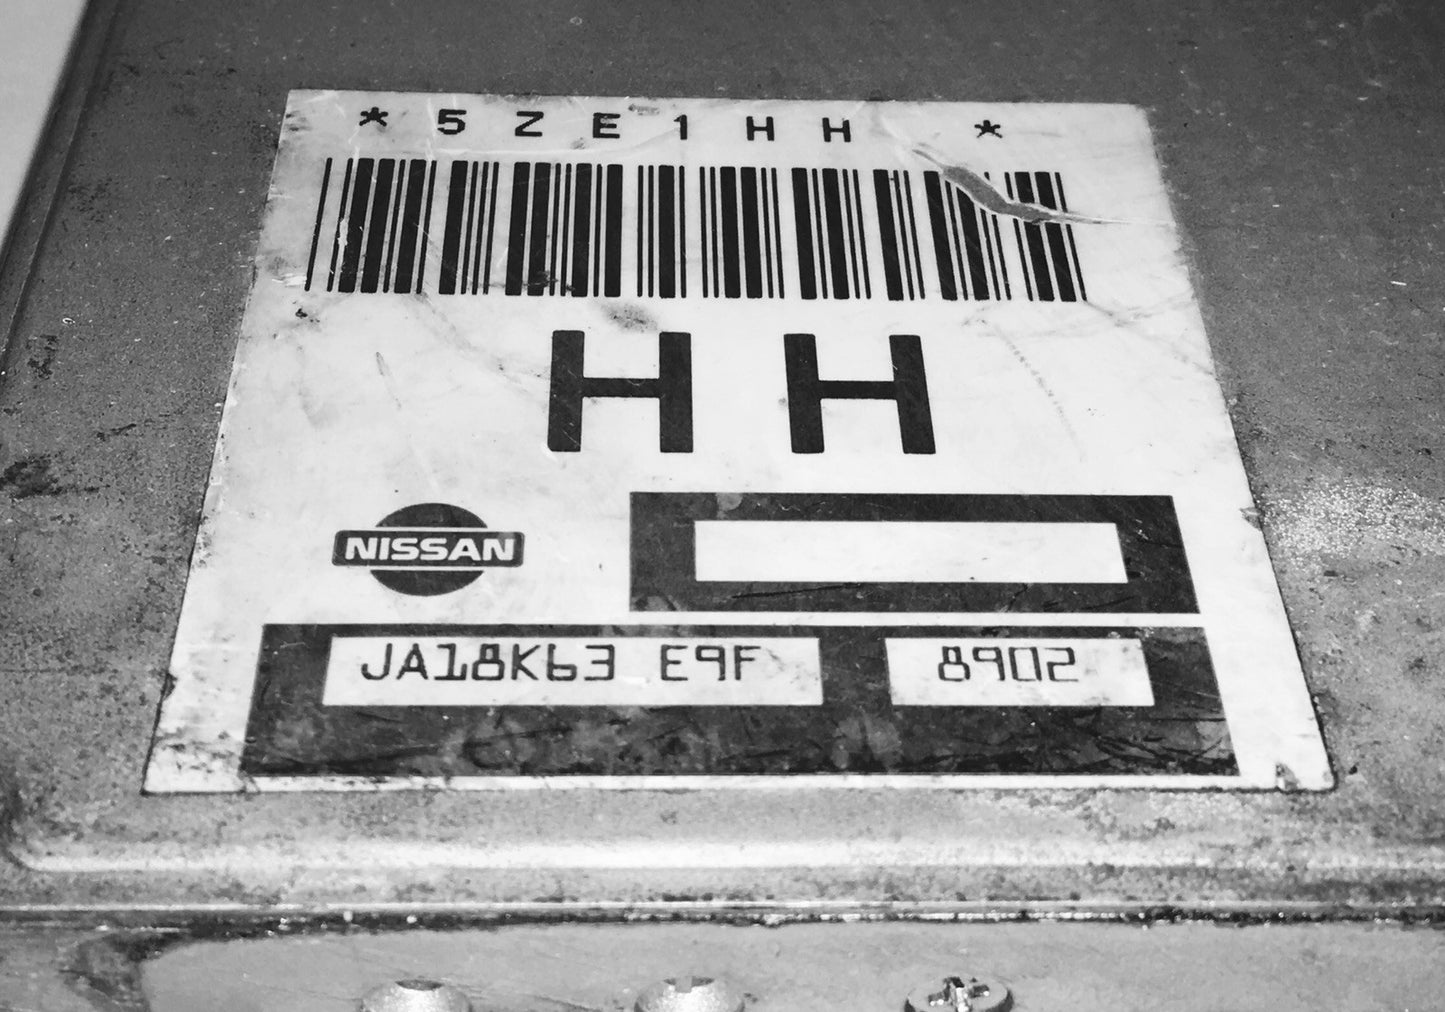 *5ZE1HH *
HH
NISSAN
JA18K63 E9F 8902